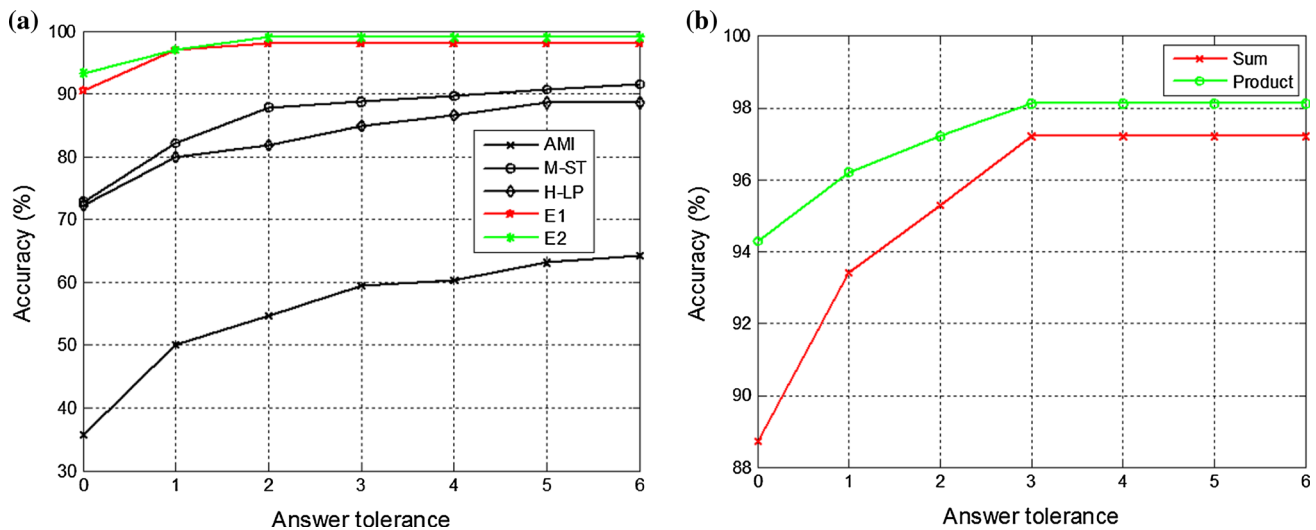 (a)
100
90
80
70
60
50
40
30
0 1 2 3 4 5 6
Accuracy (%)
Answer tolerance
AMI
M-ST
H-LP
E1
E2
(b)
100
98
96
94
92
90
88
0 1 2 3 4 5 6
Accuracy (%)
Answer tolerance
Sum
Product